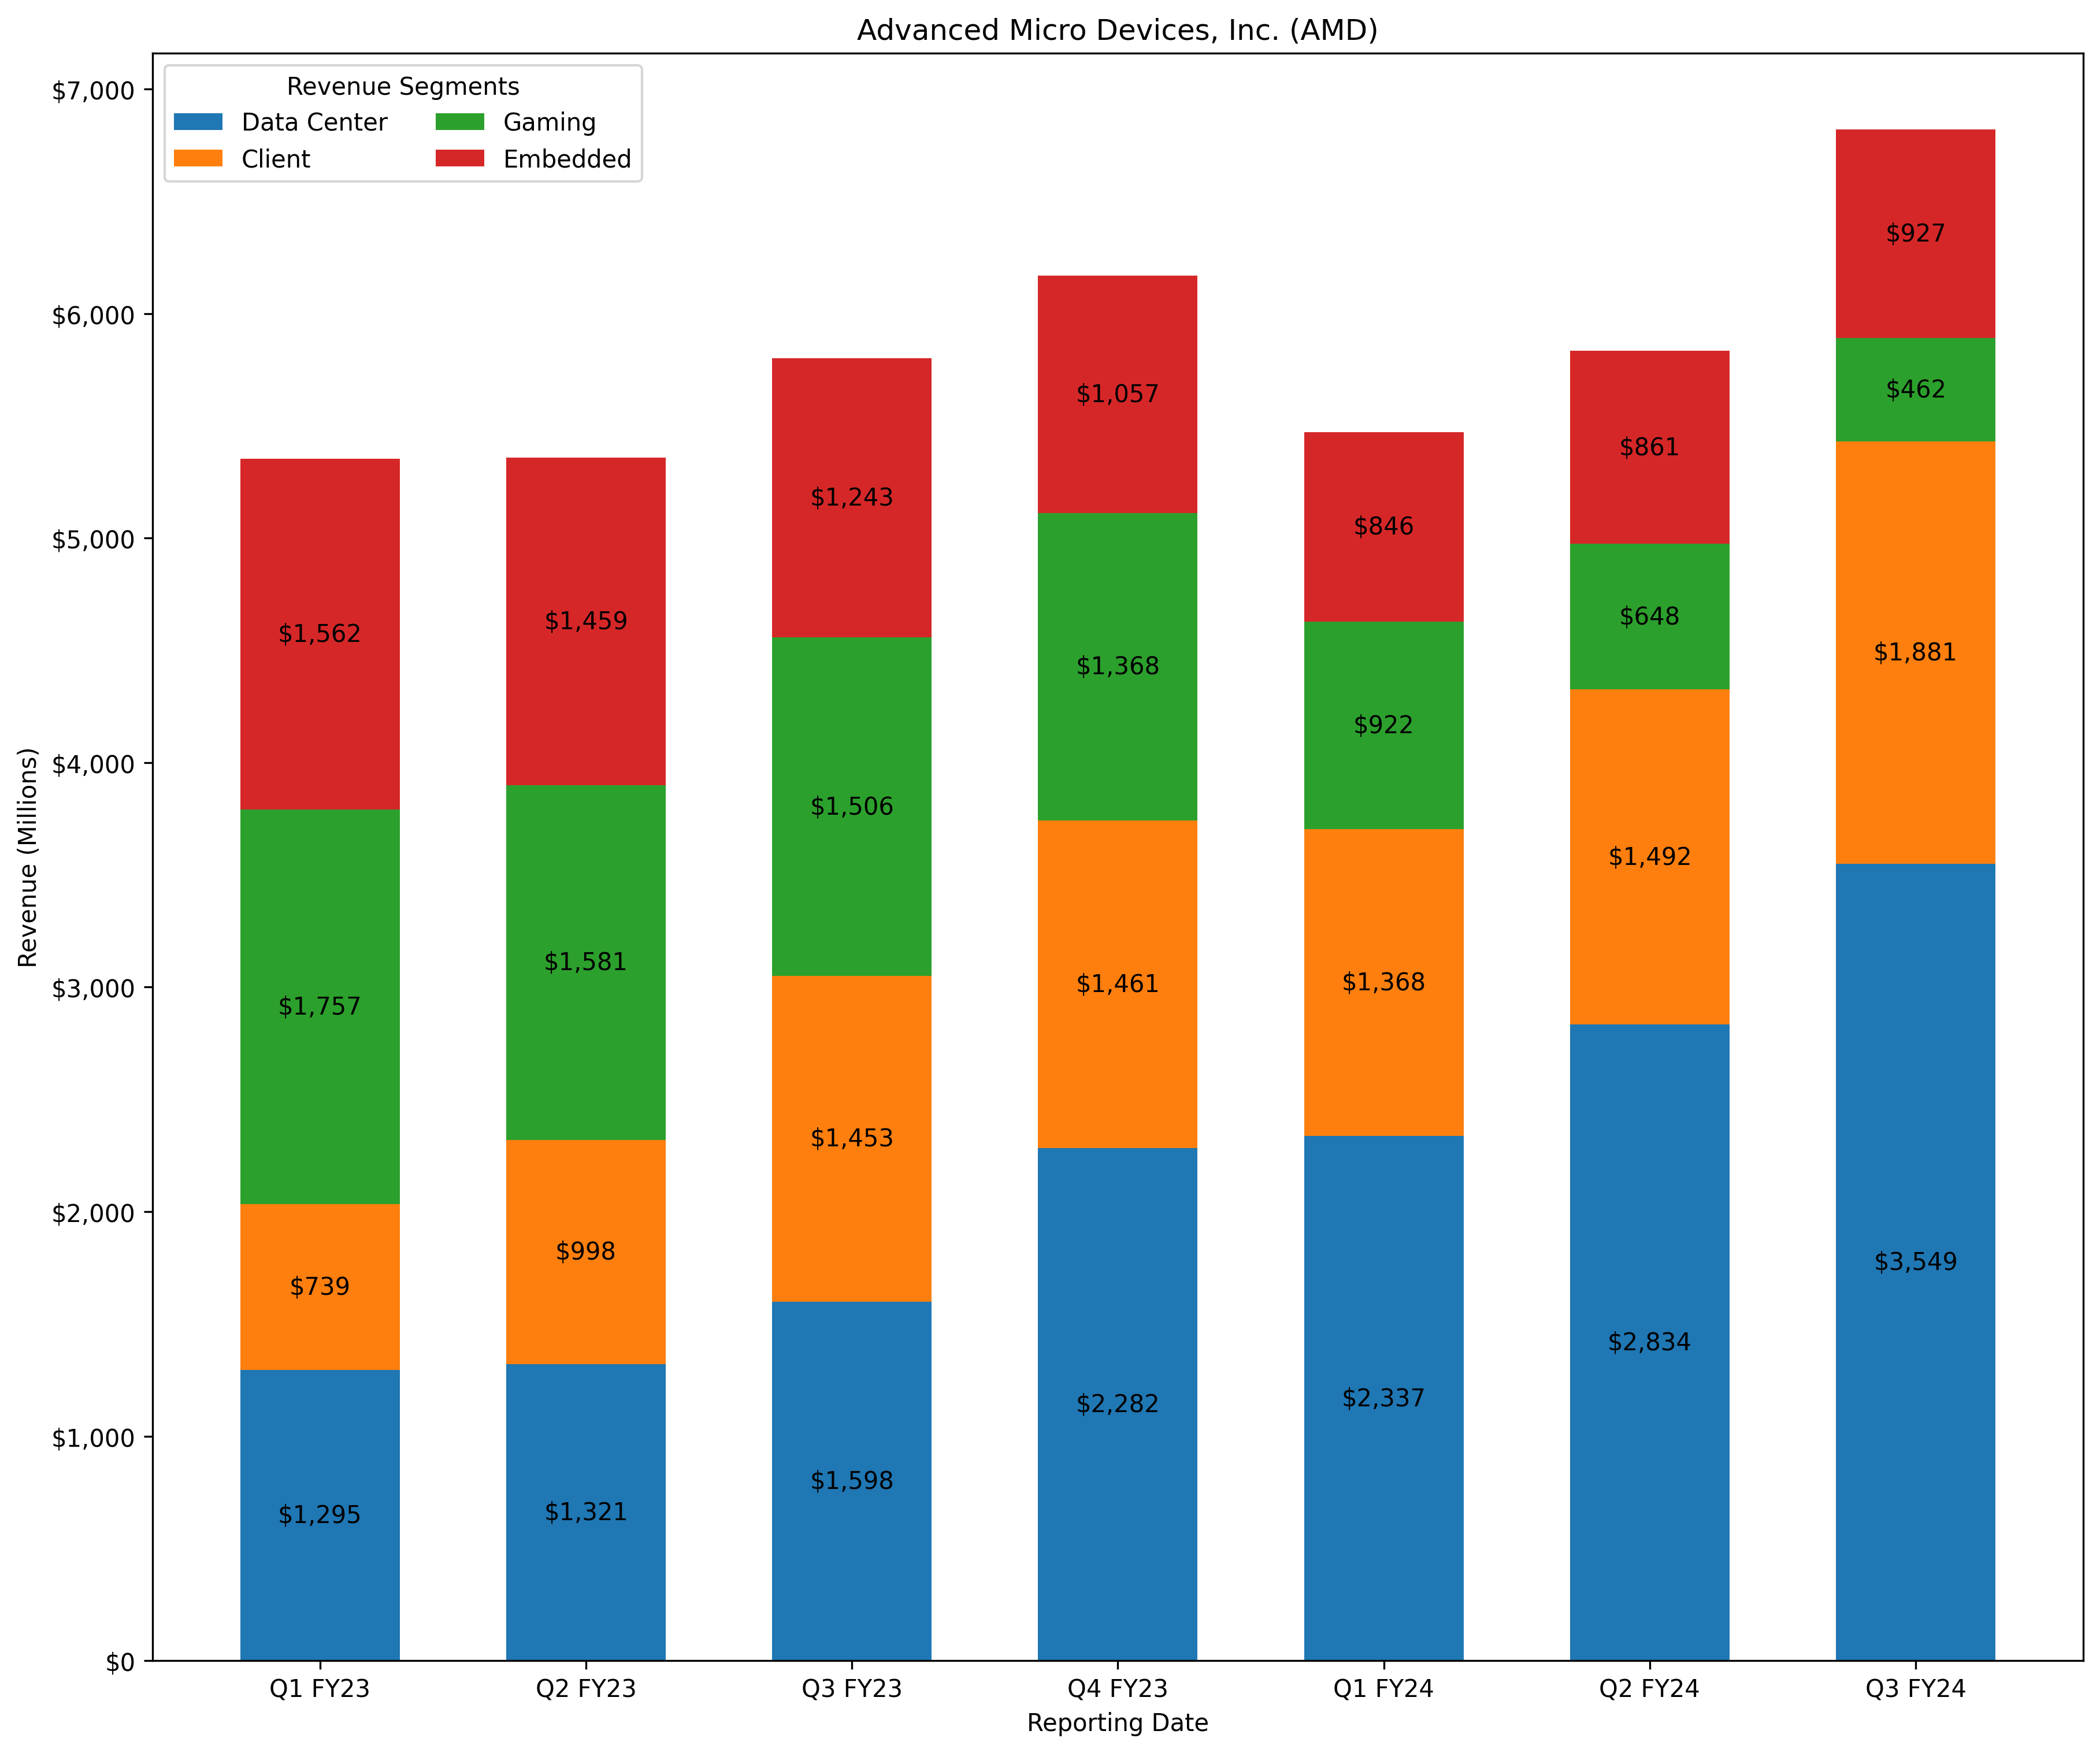 Advanced Micro Devices, Inc. (AMD)
Revenue Segments
Data Center
Gaming
Client
Embedded
$7,000
$6,000
$5,000
$4,000
$3,000
$2,000
$1,000
$0
Revenue (Millions)
$1,562
$1,757
$739
$1,295
$1,459
$1,581
$998
$1,321
$1,243
$1,506
$1,453
$1,598
$1,057
$1,368
$1,461
$2,282
$846
$922
$1,368
$2,337
$861
$648
$1,492
$2,834
$927
$462
$1,881
$3,549
Q1 FY23
Q2 FY23
Q3 FY23
Q4 FY23
Q1 FY24
Q2 FY24
Q3 FY24
Reporting Date